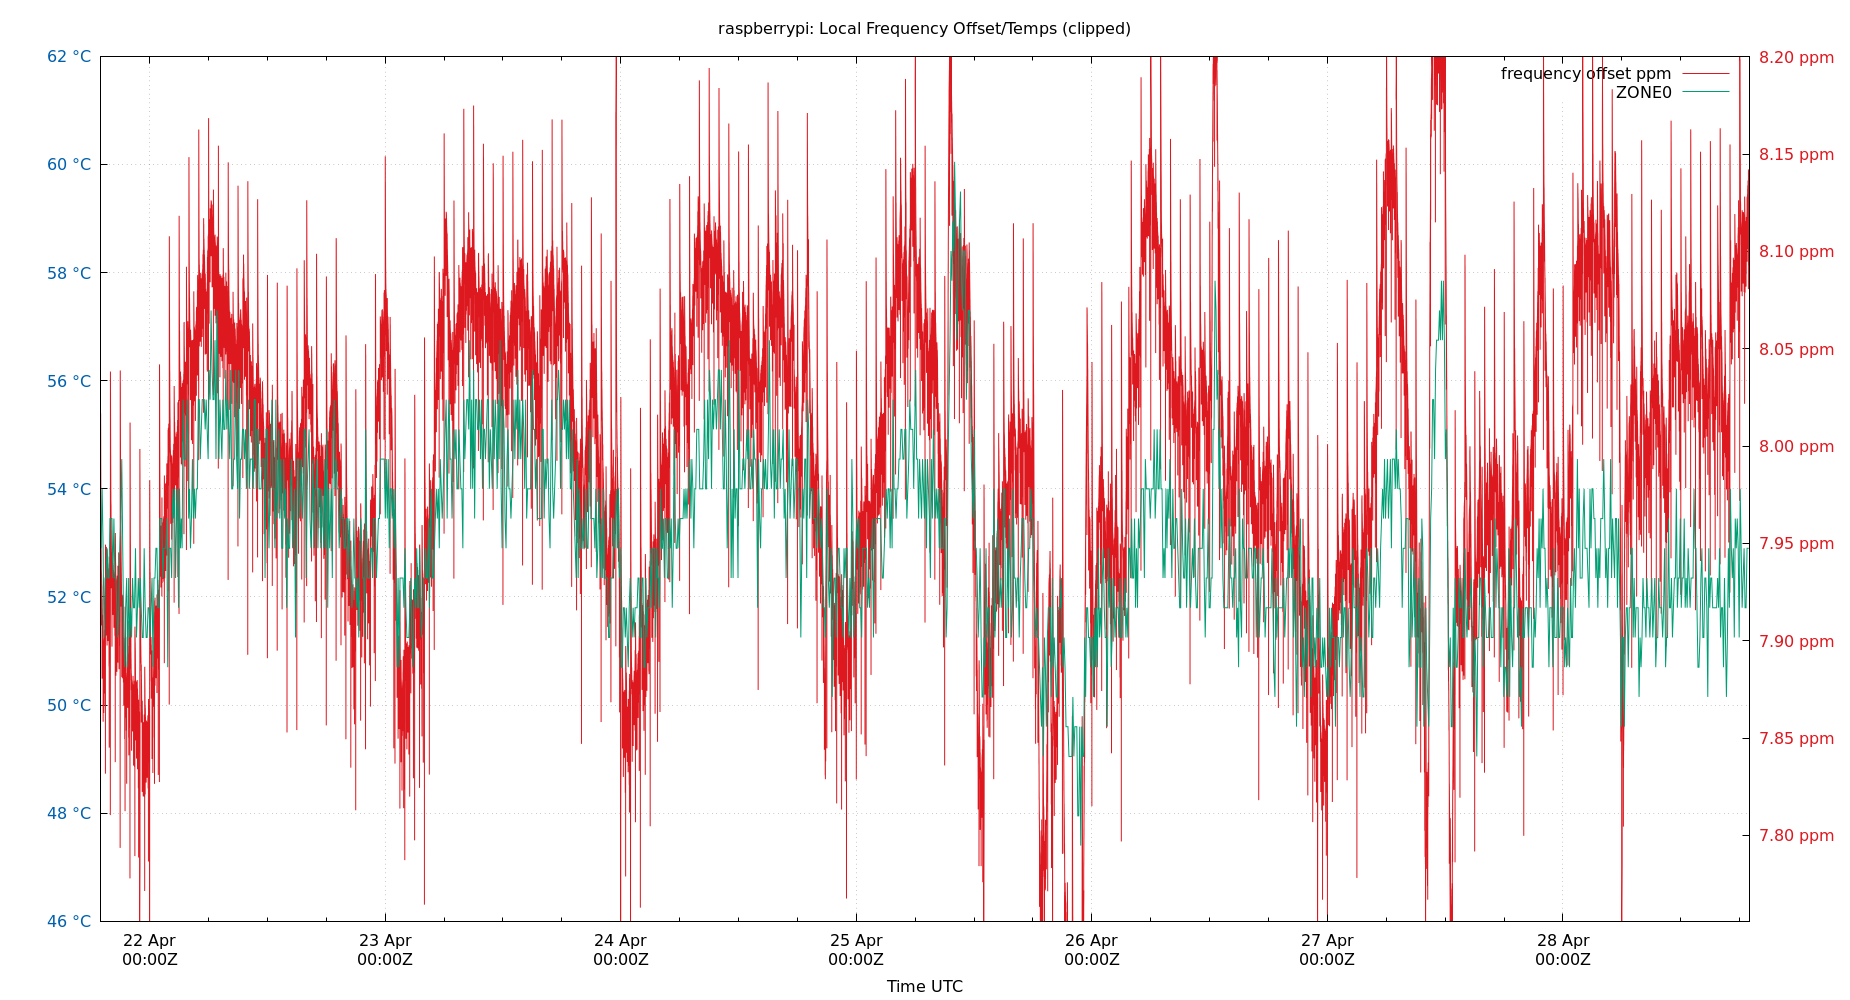 raspberrypi: Local Frequency Offset/Temps (clipped)
62 °C
60 °C
58 °C
56 °C
54 °C
52 °C
50 °C
48 °C
46 °C
8.20 ppm
8.15 ppm
8.10 ppm
8.05 ppm
8.00 ppm
7.95 ppm
7.90 ppm
7.85 ppm
7.80 ppm
frequency offset ppm
ZONE0
22 Apr
00:00Z
23 Apr
00:00Z
24 Apr
00:00Z
25 Apr
00:00Z
26 Apr
00:00Z
27 Apr
00:00Z
28 Apr
00:00Z
Time UTC